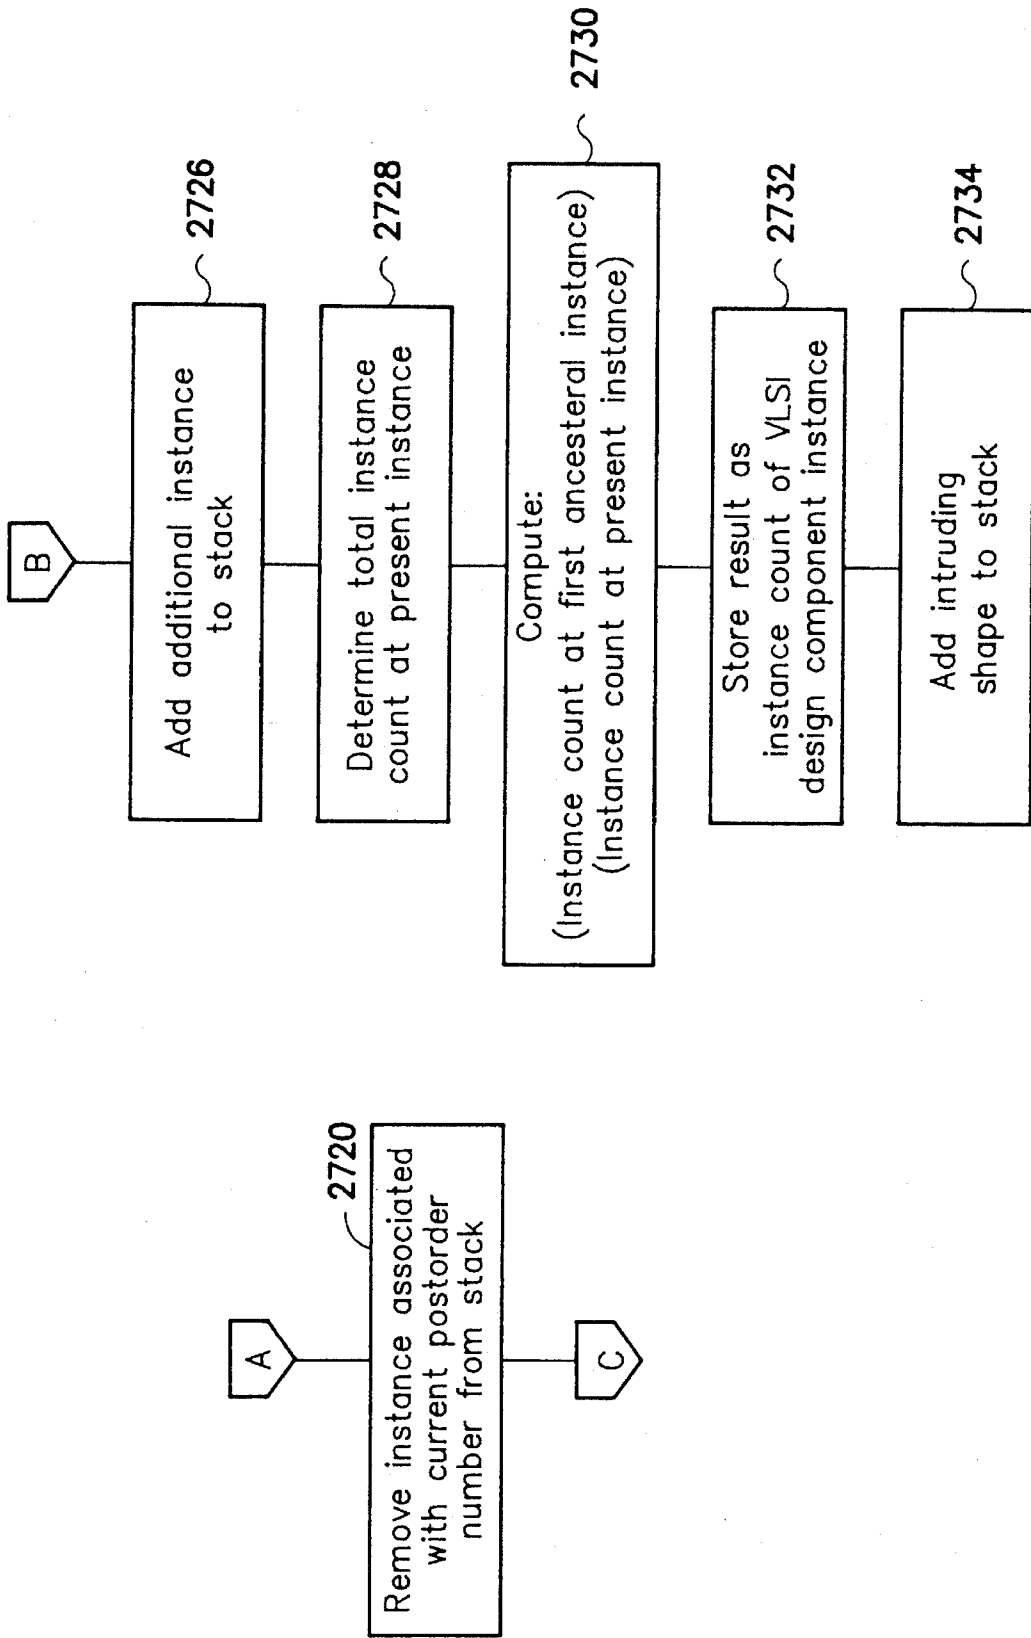 A
2720
Remove instance associated
with current postorder
number from stack
C
B
Add additional instance
to stack
2726
Determine total instance
count at present instance
2728
Compute:
(Instance count at first ancesteral instance)
(Instance count at present instance)
2730
Store result as
instance count of VLSI
design component instance
2732
Add intruding
shape to stack
2734